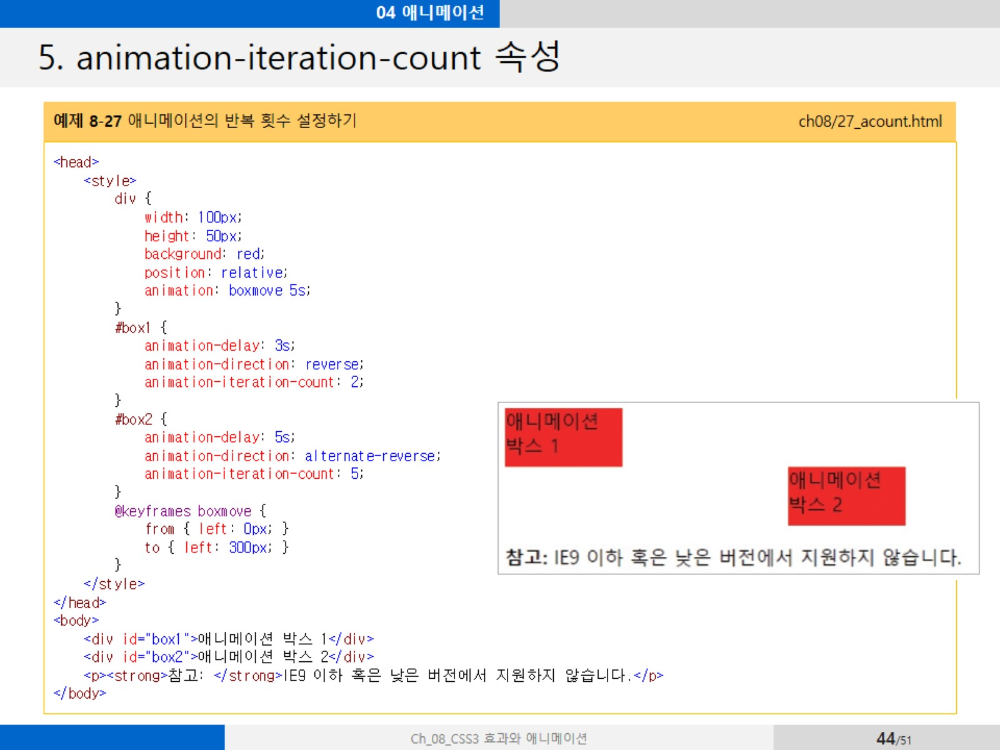 04 애니메이션
5. animation-iteration-count 속성
예제 8-27 애니메이션의 반복 횟수 설정하기 ch08/27_acount.html
<head>
<style>
div {
width: 100px;
height: 50px;
background: red;
position: relative;
animation: boxmove 5s;
}
#box1 {
animation-delay: 3s;
animation-direction: reverse;
animation-iteration-count: 2;
}
#box2 {
animation-delay: 5s;
animation-direction: alternate-reverse;
animation-iteration-count: 5;
}
@keyframes boxmove {
from { left: 0px; }
to { left: 300px; }
}
</style>
</head>
<body>
<div id="box1">애니메이션 박스 1</div>
<div id="box2">애니메이션 박스 2</div>
<p><strong>참고: </strong>IE9 이하 혹은 낮은 버전에서 지원하지 않습니다.</p>
</body>
애니메이션
박스 1
애니메이션
박스 2
참고: IE9 이하 혹은 낮은 버전에서 지원하지 않습니다.
Ch_08_CSS3 효과와 애니메이션
44/51